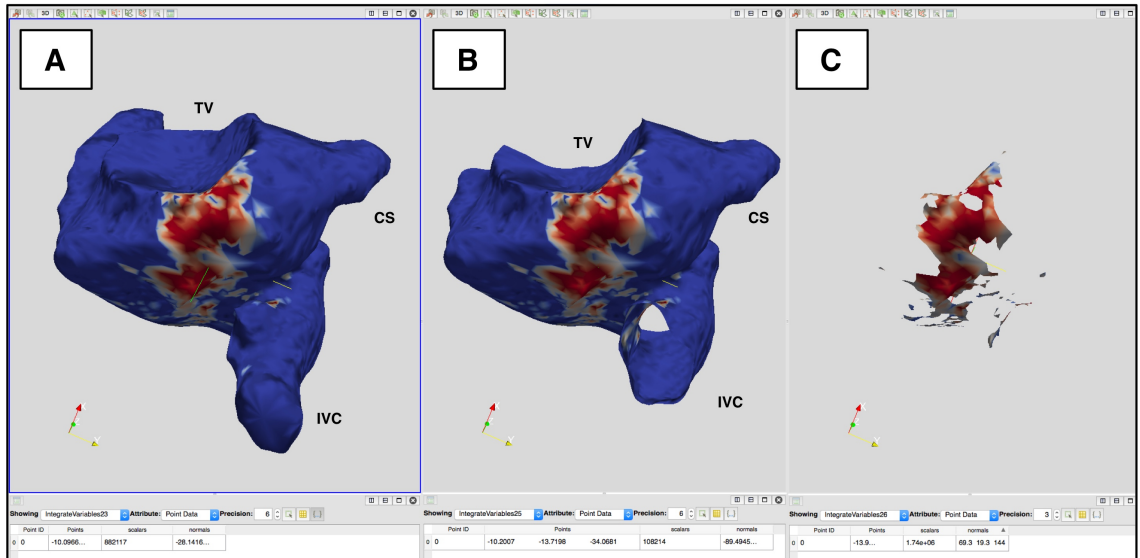 3D 3D 3D
A
B
C
TV
CS
IVC
TV
CS
IVC
Showing IntegrateVariables23 Attribute: Point Data Precision: 6
Point ID Points scalars normals
0 0 -10.0966... 882117 -28.1416...
Showing IntegrateVariables25 Attribute: Point Data Precision: 6
Point ID Points scalars normals
0 0 -10.2007 -13.7198 -34.0681 108214 -89.4945...
Showing IntegrateVariables26 Attribute: Point Data Precision: 3
Point ID Points scalars normals
0 0 -13.9... 1.74e+06 69.3 19.3 144